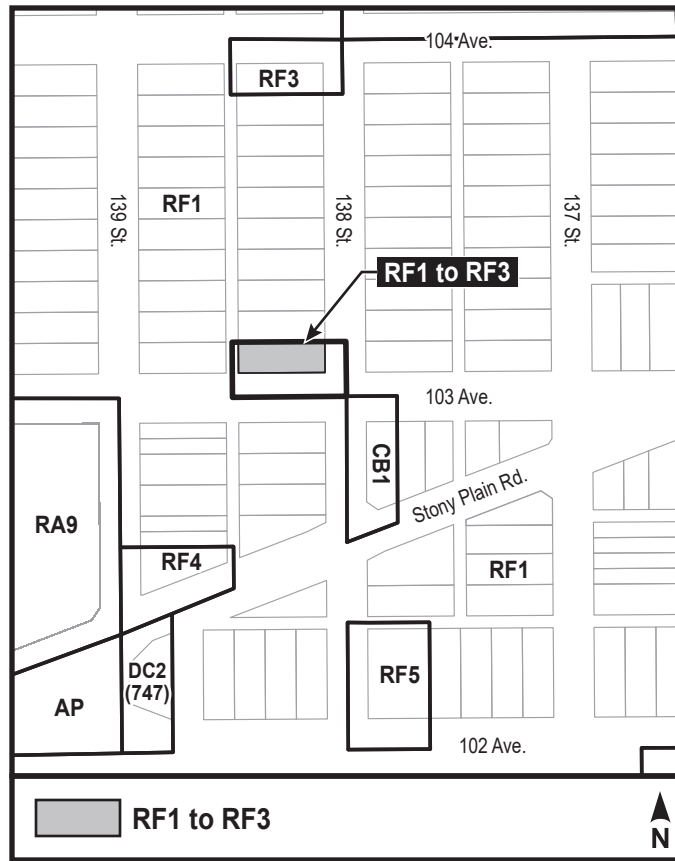 104 Ave.
RF3
139 St.
RF1
138 St.
137 St.
RF1 to RF3
103 Ave.
CB1
Stony Plain Rd.
RA9
RF4
RF1
DC2
(747)
RF5
AP
102 Ave.
RF1 to RF3
N